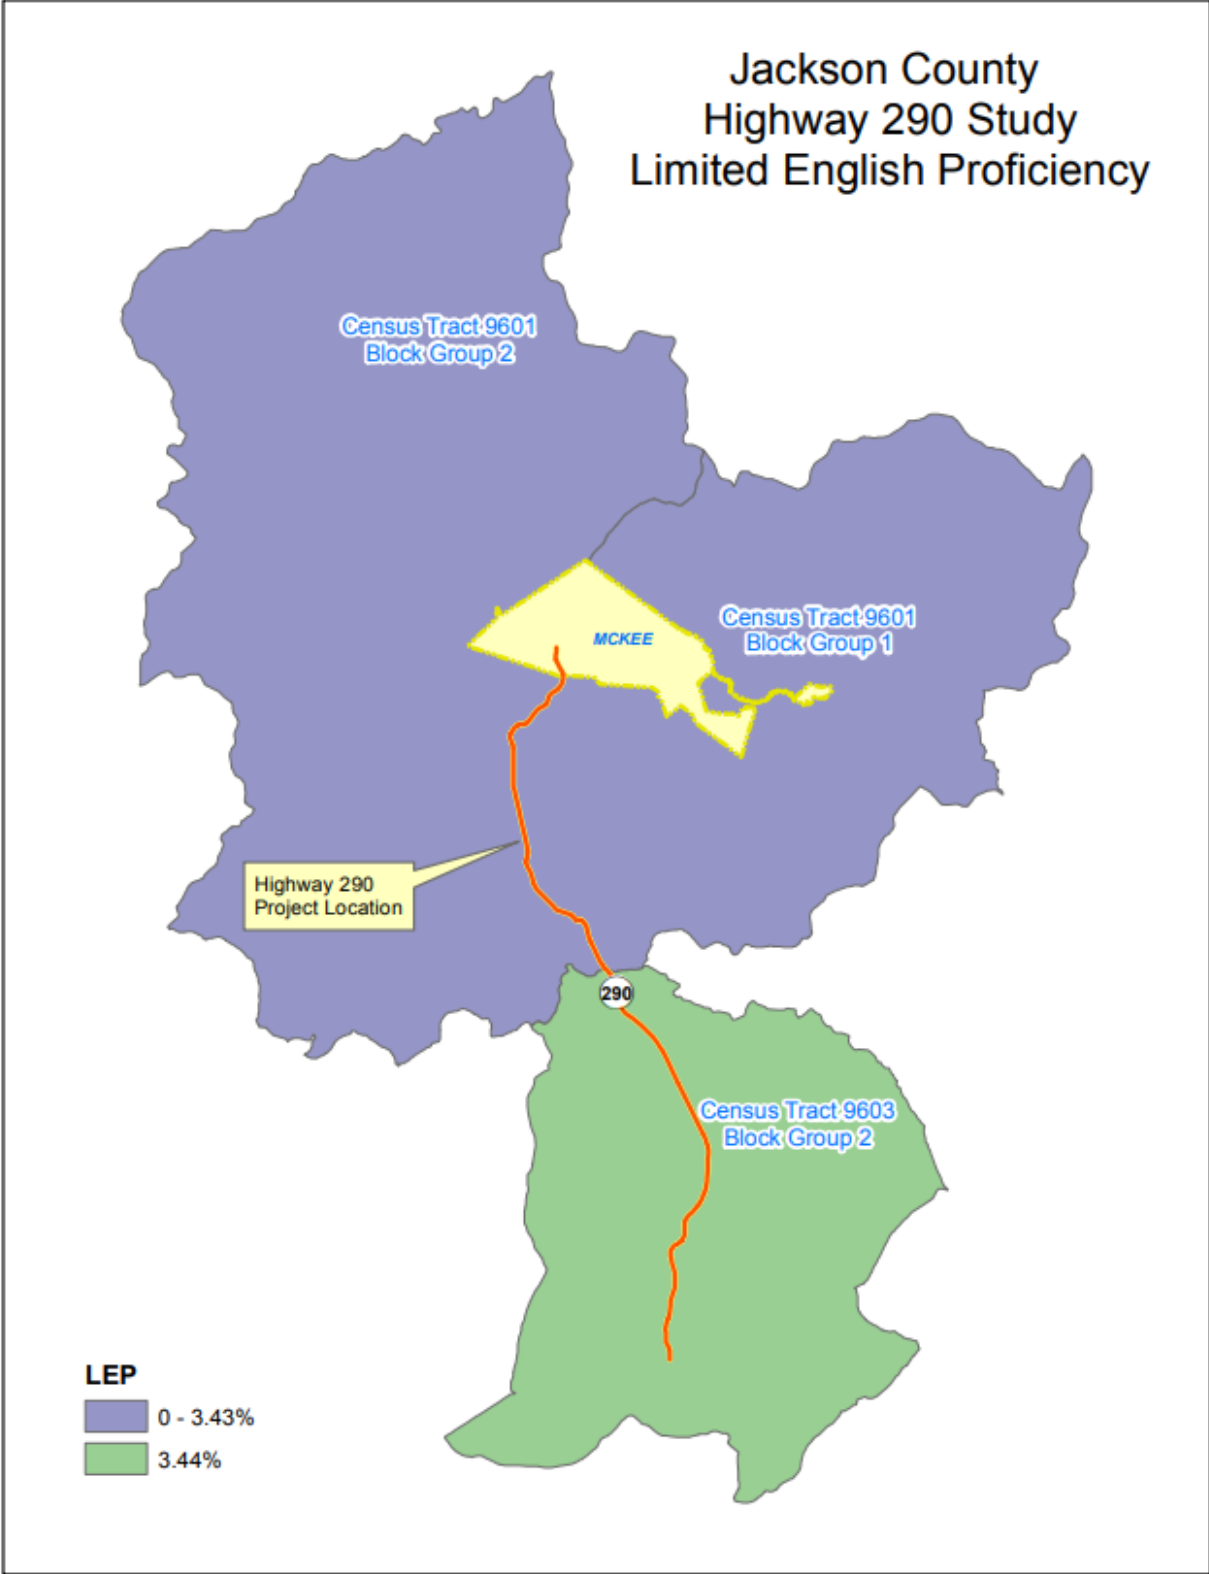 Jackson County
Highway 290 Study
Limited English Proficiency
Census Tract 9601
Block Group 2
Census Tract 9601
Block Group 1
MCKEE
Highway 290
Project Location
290
Census Tract 9603
Block Group 2
LEP
0 - 3.43%
3.44%